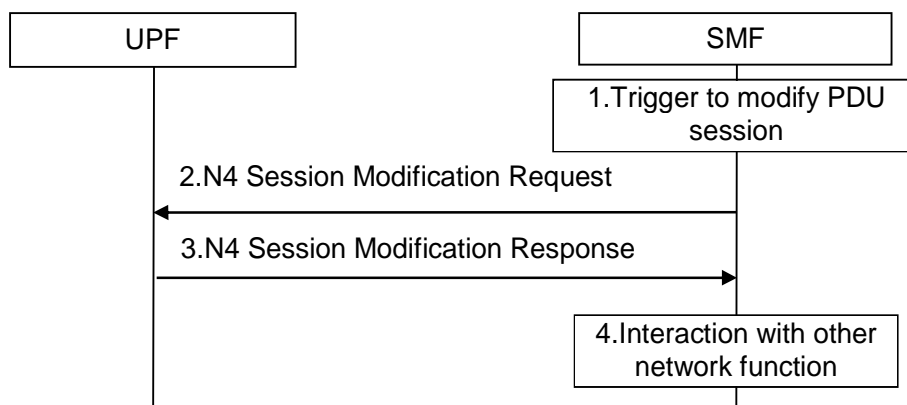 UPF
SMF
1.Trigger to modify PDU
session
2.N4 Session Modification Request
3.N4 Session Modification Response
4.Interaction with other
network function